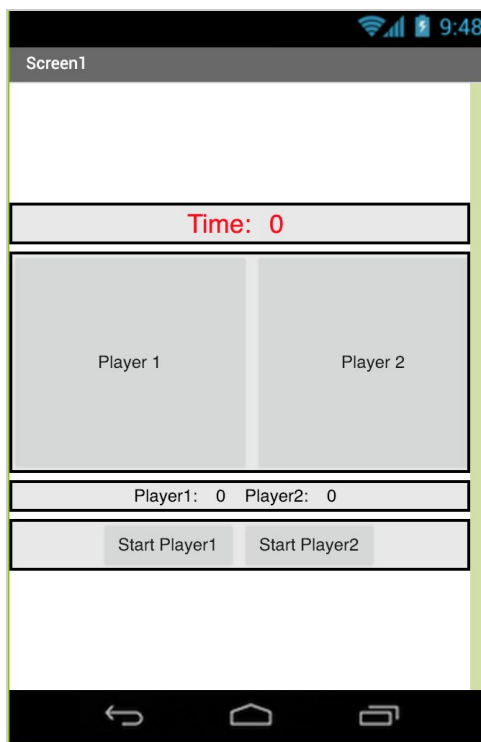 9:48
Screen1
Time: 0
Player 1 Player 2
Player1: 0 Player2: 0
Start Player1 Start Player2